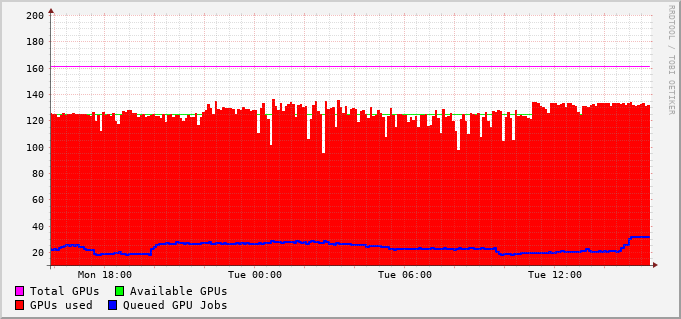 200
180
160
140
120
100
80
60
40
20
Mon 18:00 Tue 00:00 Tue 06:00 Tue 12:00
Total GPUs Available GPUs
GPUs used Queued GPU Jobs
RRDTOOL / TOBI OETIKER